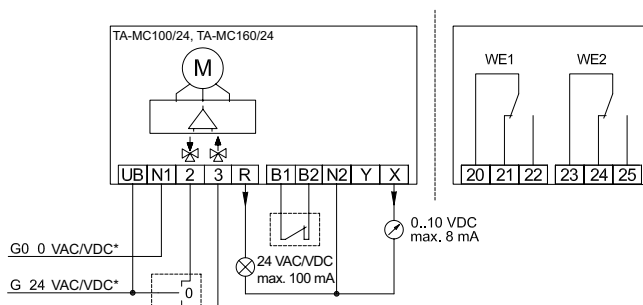 TA-MC100/24, TA-MC160/24
M
WE1 WE2
UB N1 2 3 R B1 B2 N2 Y X
20 21 22 23 24 25
0..10 VDC
max. 8 mA
G0 0 VAC/VDC*
24 VAC/VDC
max. 100 mA
G 24 VAC/VDC*
0